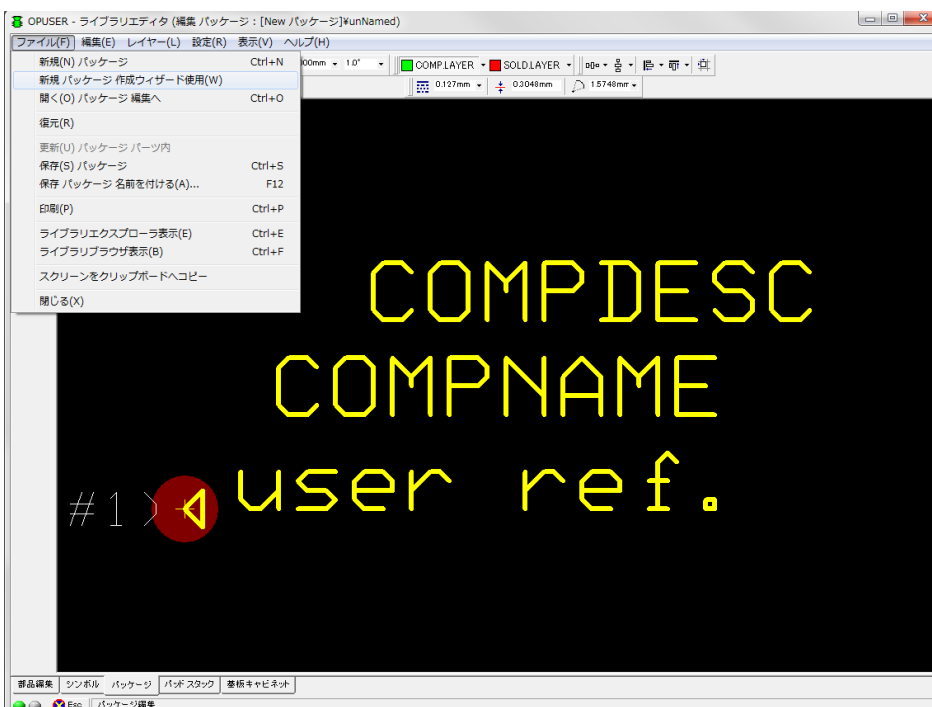 OPUSER - ライブラリエディタ (編集 パッケージ : [New パッケージ]¥unNamed)
ファイル(F) 編集(E) レイヤー(L) 設定(R) 表示(V) ヘルプ(H)
新規(N) パッケージ Ctrl+N
新規 パッケージ 作成ウィザード使用(W)
開く(O) パッケージ 編集へ Ctrl+O
復元(R)
更新(U) パッケージ パーツ内
保存(S) パッケージ Ctrl+S
保存 パッケージ 名前を付ける(A)... F12
印刷(P) Ctrl+P
ライブラリエクスプローラ表示(E) Ctrl+E
ライブラリブラウザ表示(B) Ctrl+F
スクリーンをクリップボードへコピー
閉じる(X)
00mm 1.0° COMP.LAYER SOLD.LAYER
0.127mm 0.3048mm 1.5748mm
COMPDESC
COMPNAME
user ref.
#1
部品編集 シンボル パッケージ パッド スタック 基板キャビネット
Esc パッケージ編集